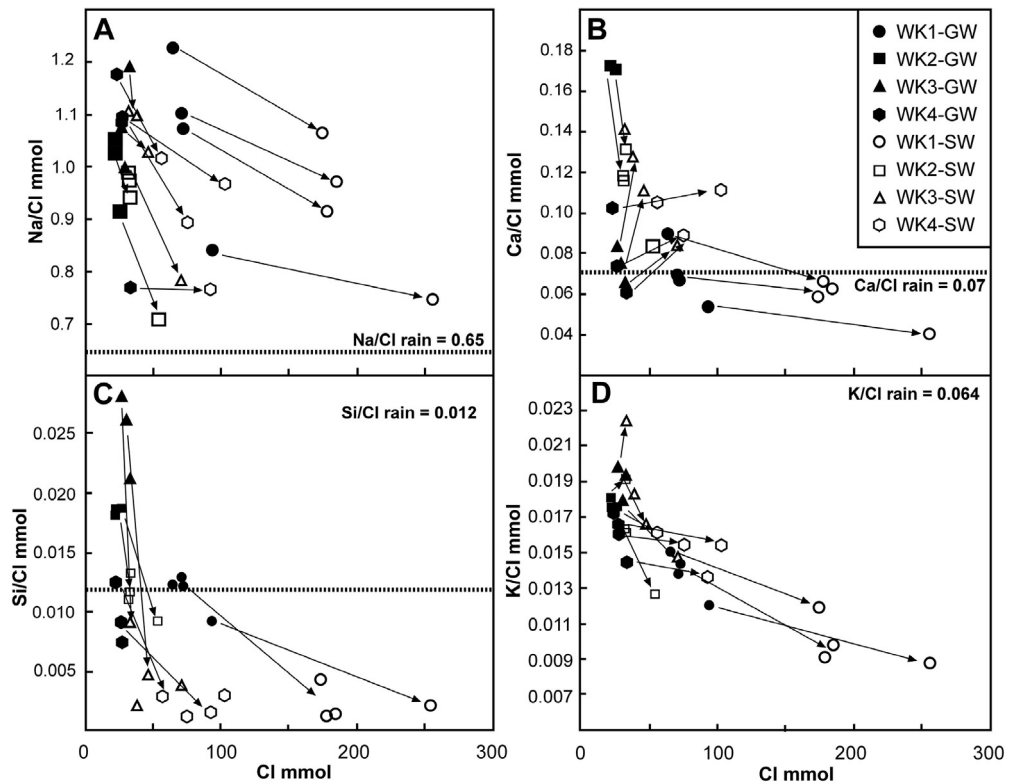 A
Na/Cl mmol
1.2
1.1
1.0
0.9
0.8
0.7
Na/Cl rain = 0.65
B
Ca/Cl mmol
0.18
0.16
0.14
0.12
0.10
0.08
0.06
0.04
Ca/Cl rain = 0.07
WK1-GW
WK2-GW
WK3-GW
WK4-GW
WK1-SW
WK2-SW
WK3-SW
WK4-SW
C
Si/Cl rain = 0.012
Si/Cl mmol
0.025
0.020
0.015
0.010
0.005
0
100
200
300
Cl mmol
D
K/Cl rain = 0.064
K/Cl mmol
0.023
0.021
0.019
0.017
0.015
0.013
0.011
0.009
0.007
0
100
200
300
Cl mmol